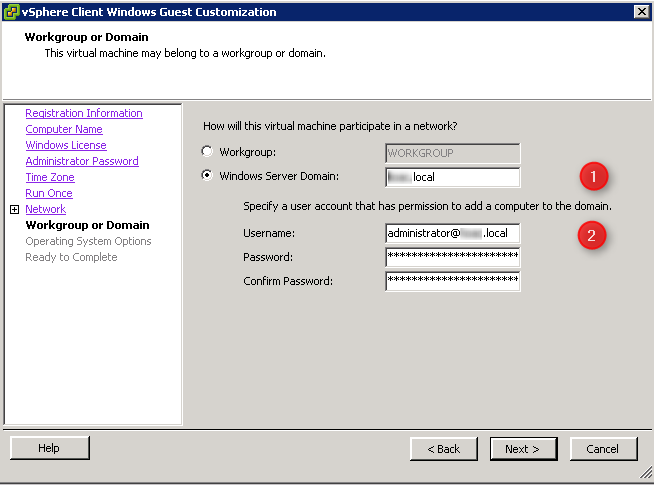 vSphere Client Windows Guest Customization
Workgroup or Domain
This virtual machine may belong to a workgroup or domain.
Registration Information
Computer Name
Windows License
Administrator Password
Time Zone
Run Once
Network
Workgroup or Domain
Operating System Options
Ready to Complete
How will this virtual machine participate in a network?
Workgroup: WORKGROUP
Windows Server Domain: .local 1
Specify a user account that has permission to add a computer to the domain.
Username: administrator@ .local 2
Password: ***********************
Confirm Password: ***********************
Help < Back Next > Cancel